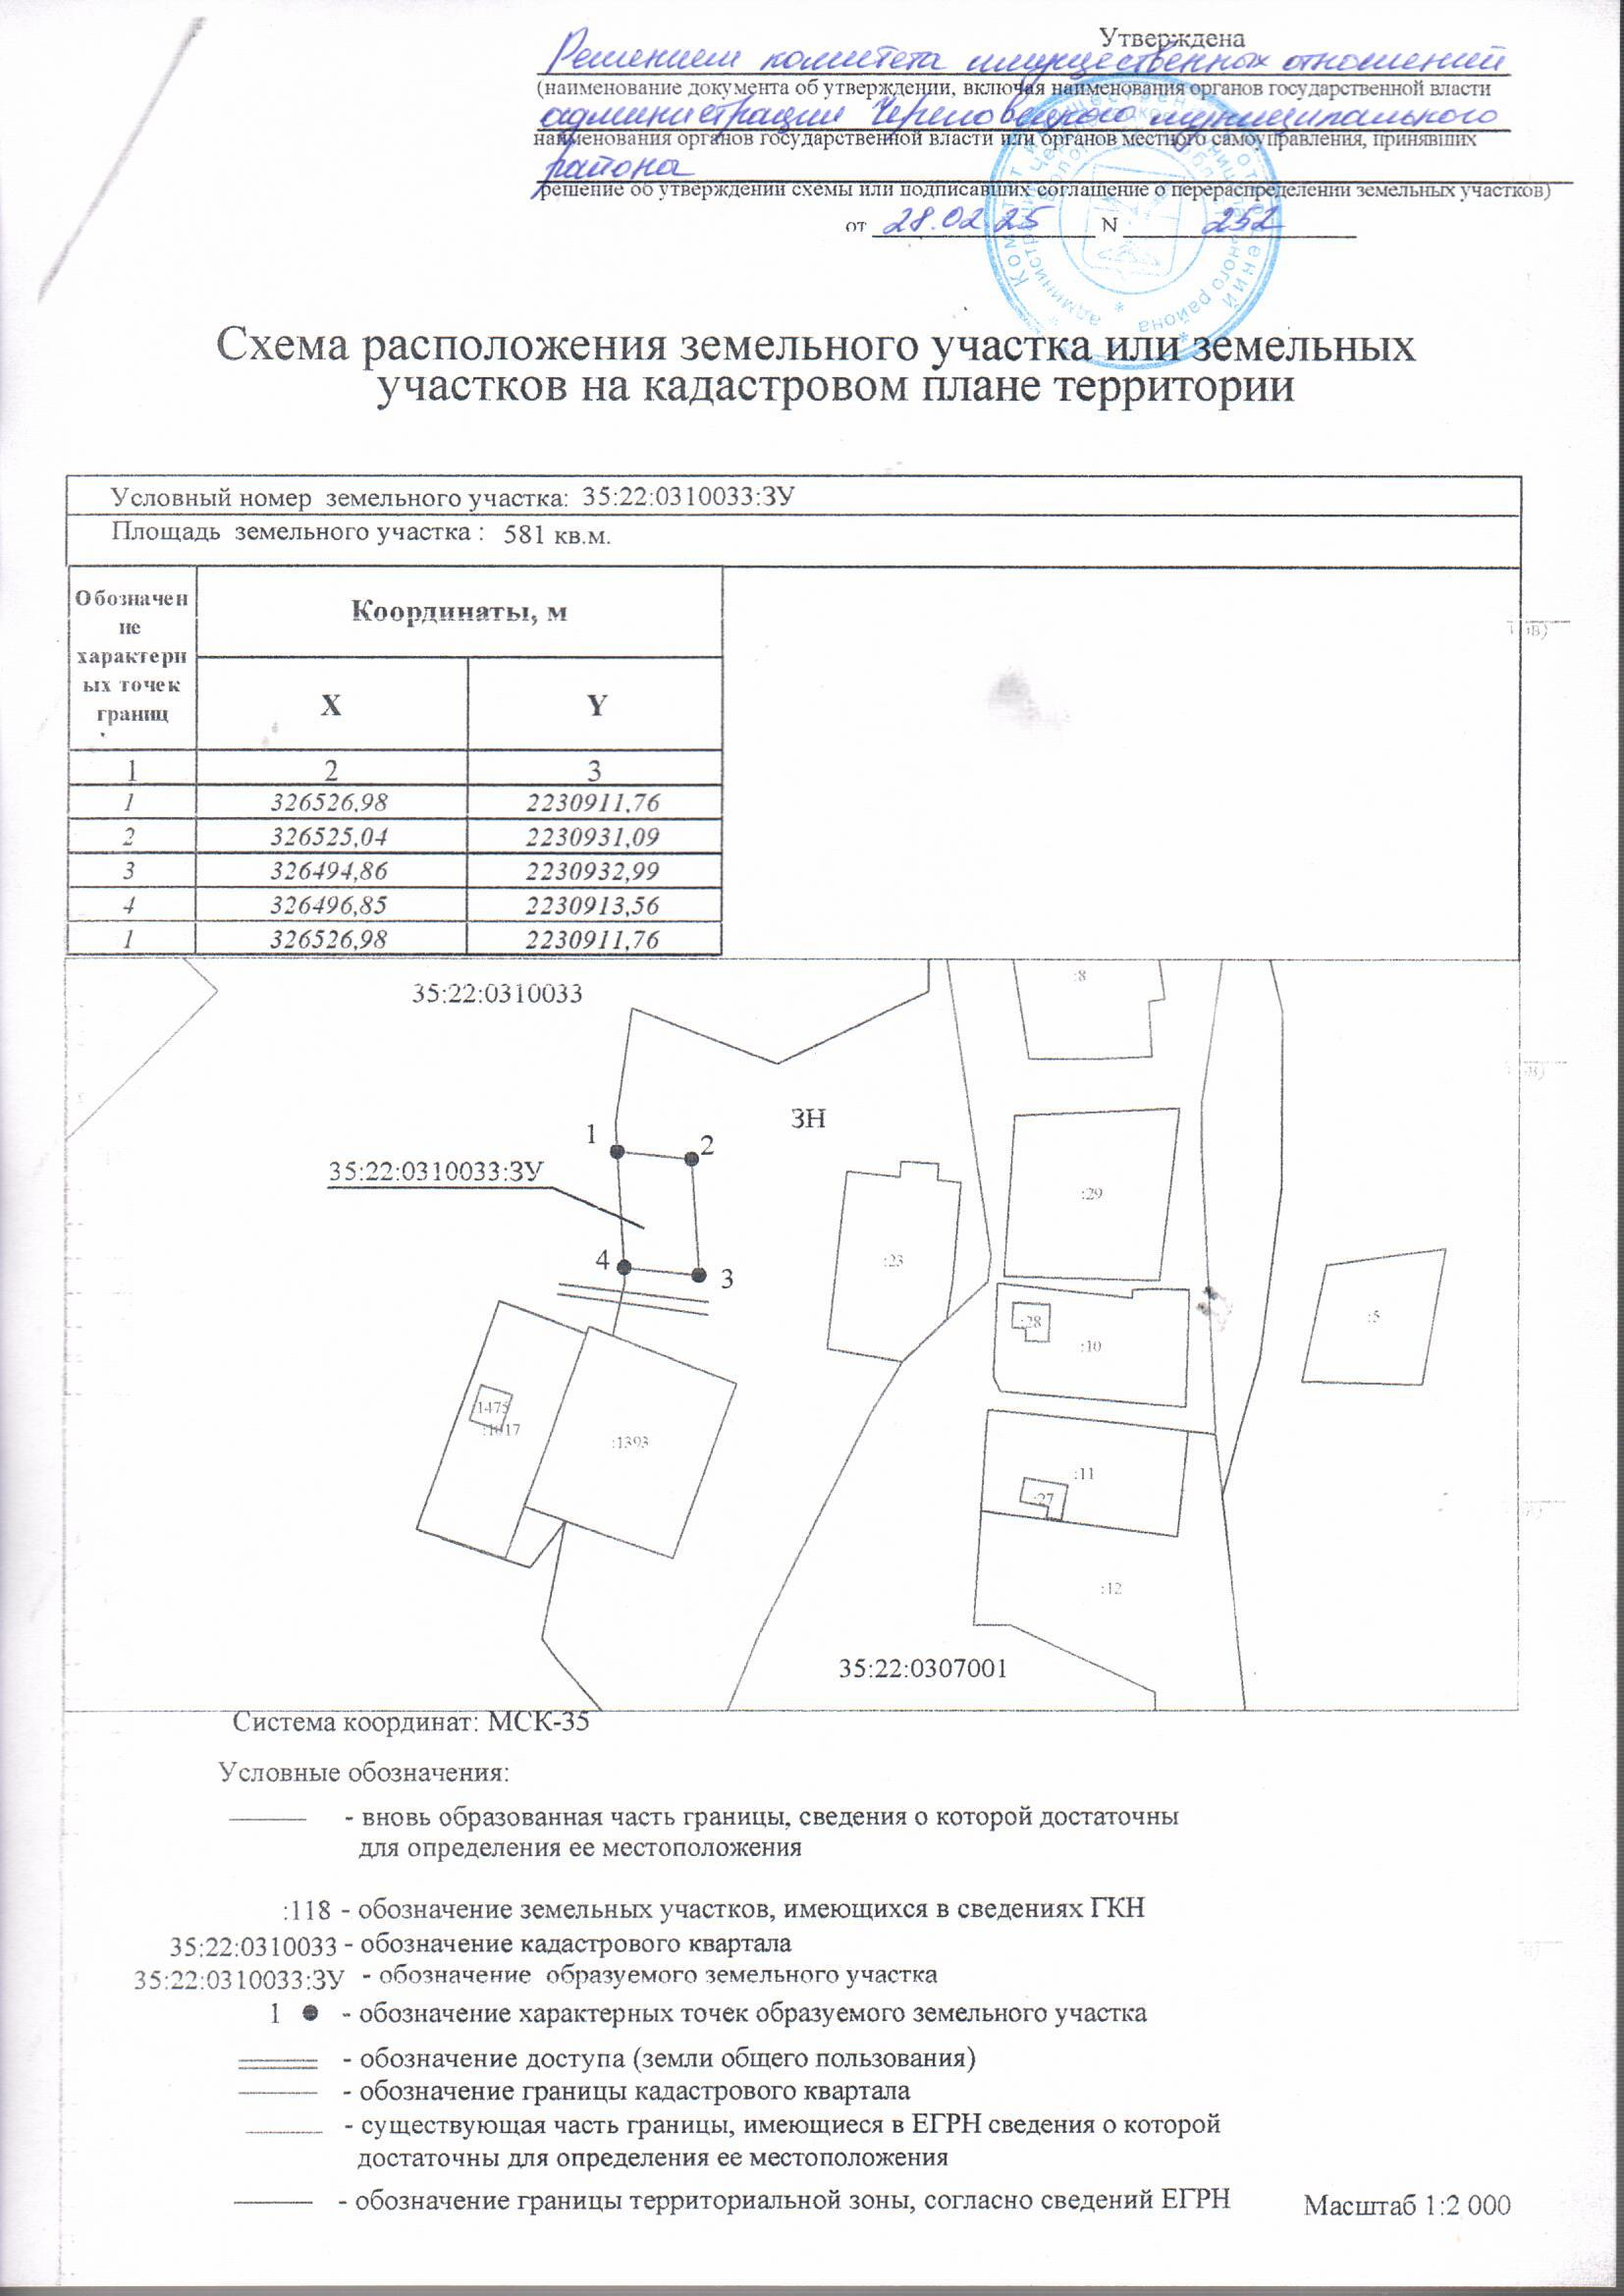 Утверждена
Решением комитета имущественных отношений
(наименование документа об утверждении, включая наименования органов государственной власти
администрации Череповецкого муниципального
наименования органов государственной власти или органов местного самоуправления, принявших
района
решение об утверждении схемы или подписавших соглашение о перераспределении земельных участков)
от 28.02.25 N 252
Схема расположения земельного участка или земельных
участков на кадастровом плане территории
Условный номер земельного участка: 35:22:0310033:ЗУ
Площадь земельного участка : 581 кв.м.
Обозначен
ие
характерн
ых точек
границ
Координаты, м
X Y
1 2 3
1 326526,98 2230911,76
2 326525,04 2230931,09
3 326494,86 2230932,99
4 326496,85 2230913,56
1 326526,98 2230911,76
35:22:0310033
:8
ЗН
1
2
35:22:0310033:ЗУ
:29
4
3
:23
:28
:10
:5
:1475
:1017
:1393
:11
:27
:12
35:22:0307001
Система координат: МСК-35
Условные обозначения:
- вновь образованная часть границы, сведения о которой достаточны
для определения ее местоположения
:118 - обозначение земельных участков, имеющихся в сведениях ГКН
35:22:0310033 - обозначение кадастрового квартала
35:22:0310033:ЗУ - обозначение образуемого земельного участка
1 - обозначение характерных точек образуемого земельного участка
- обозначение доступа (земли общего пользования)
- обозначение границы кадастрового квартала
- существующая часть границы, имеющиеся в ЕГРН сведения о которой
достаточны для определения ее местоположения
- обозначение границы территориальной зоны, согласно сведений ЕГРН
Масштаб 1:2 000